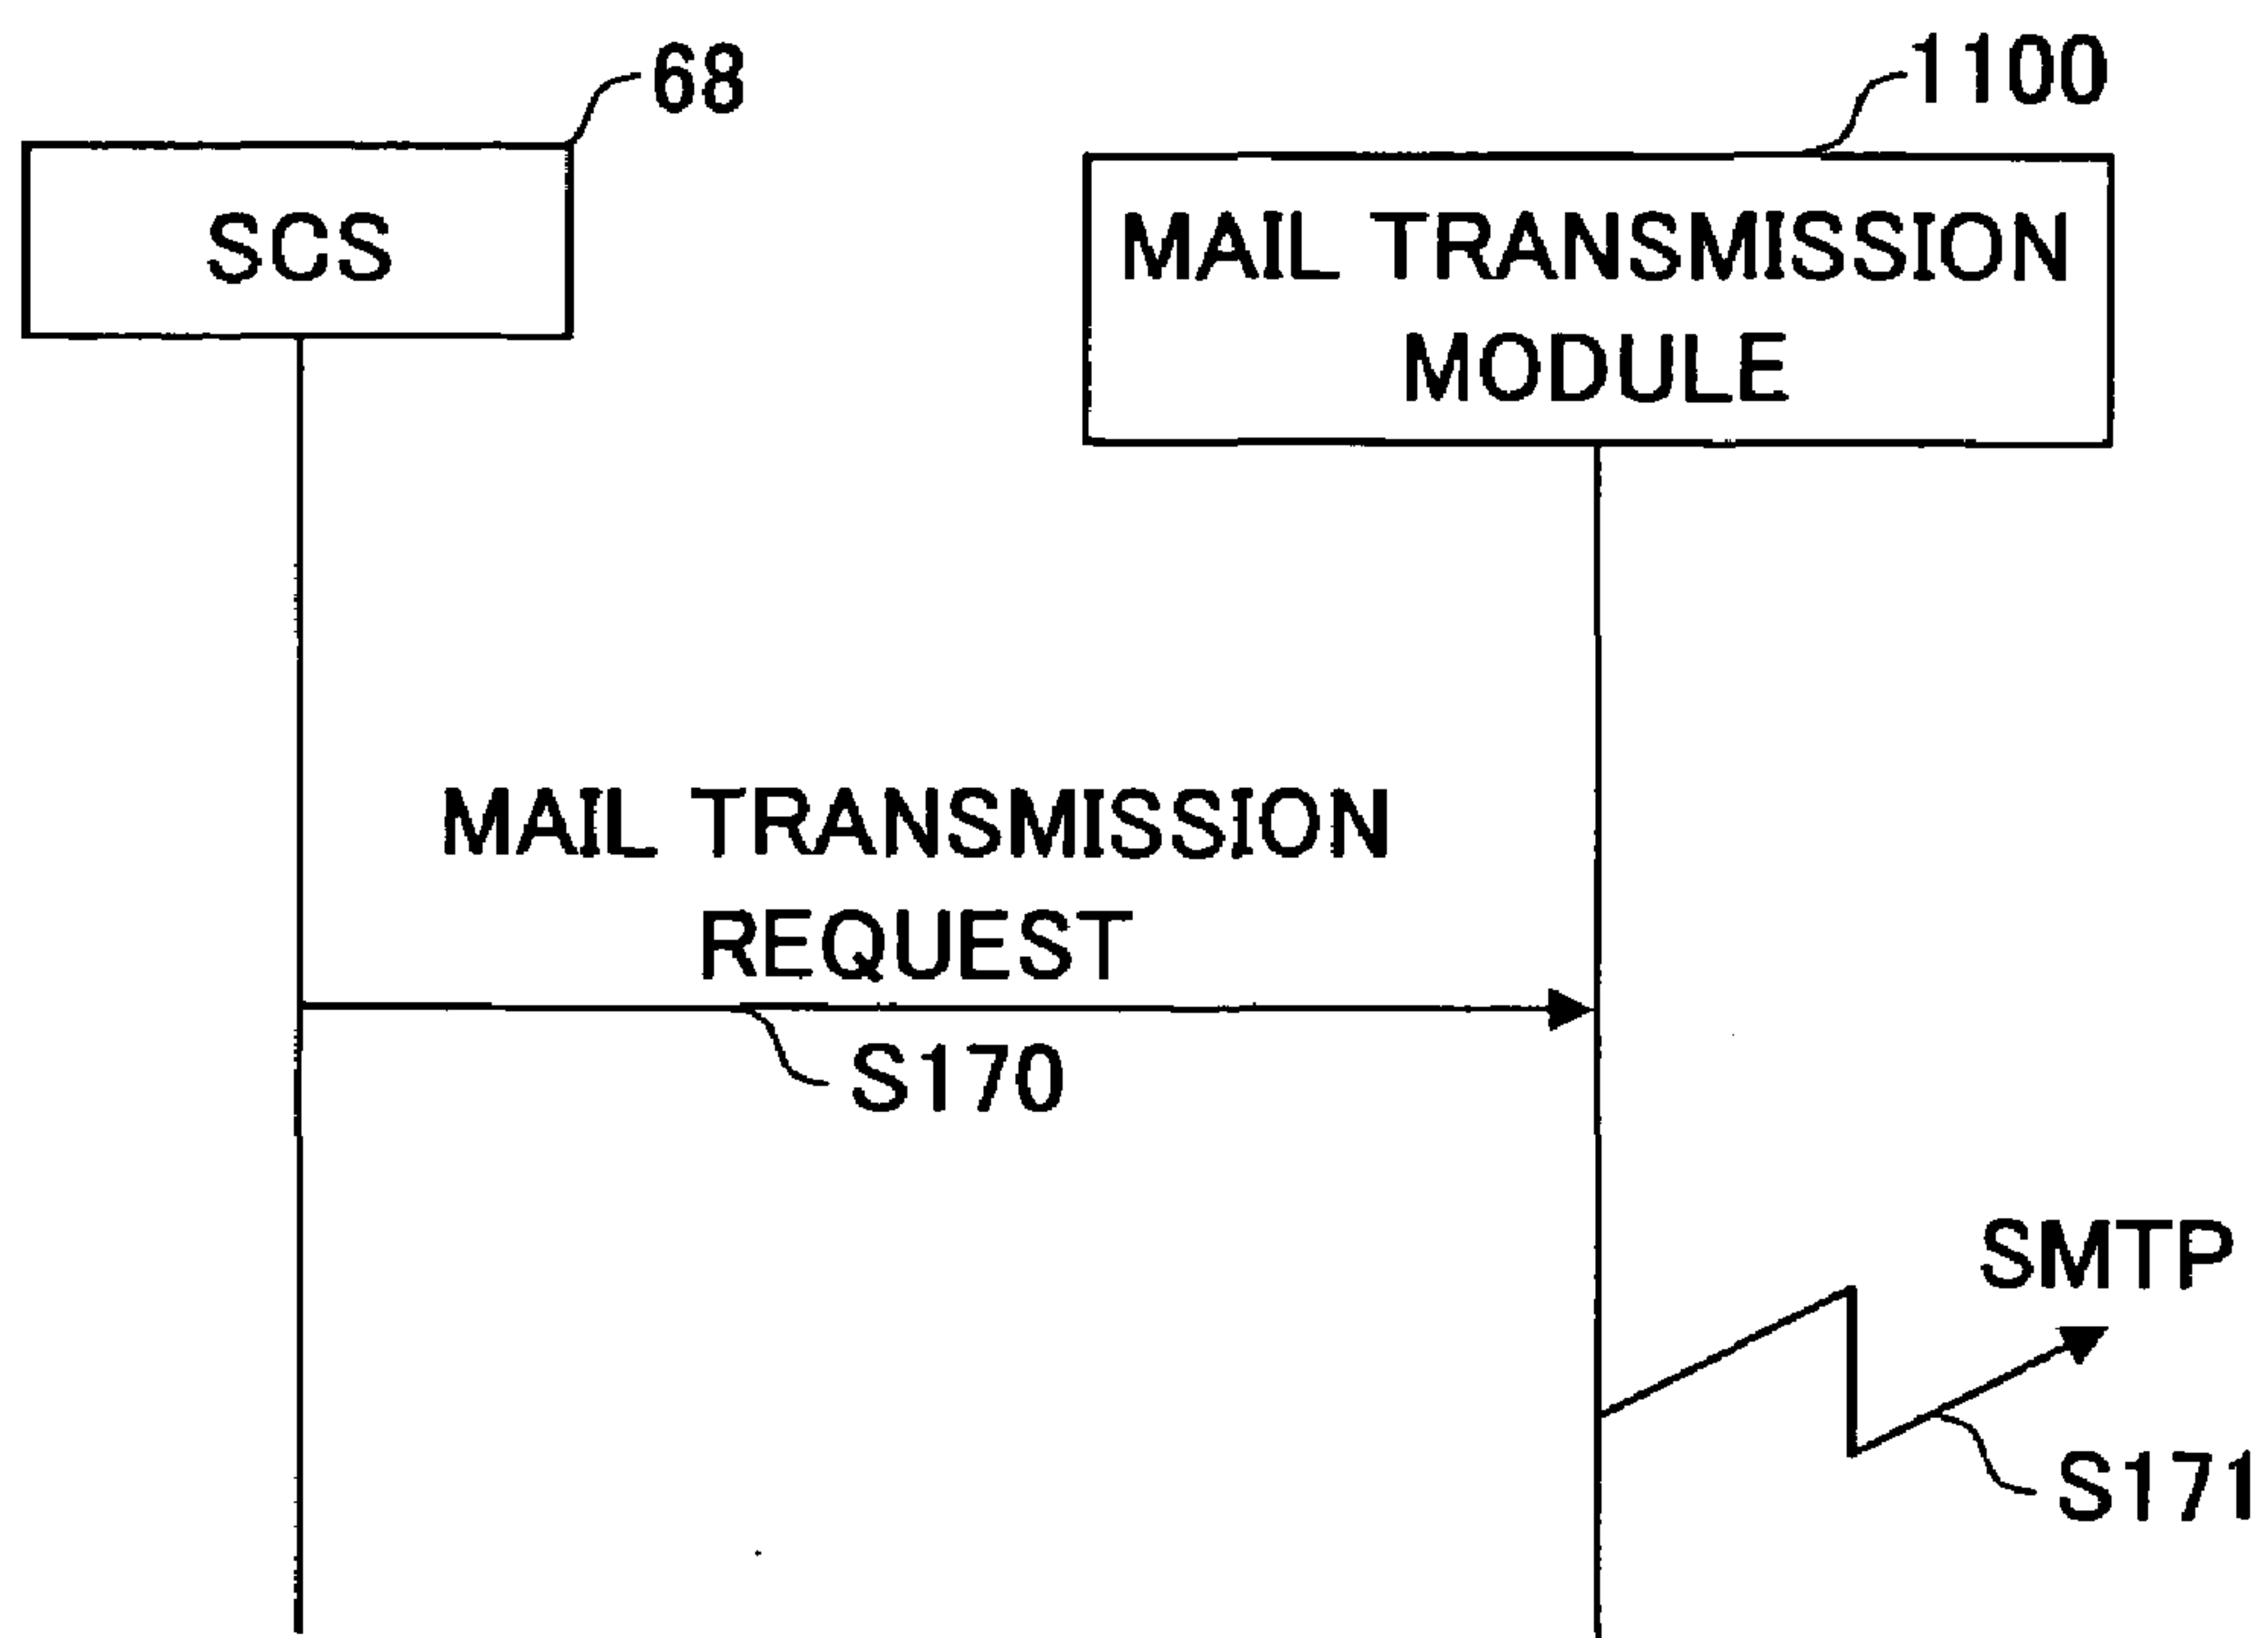 68
1100
SCS
MAIL TRANSMISSION
MODULE
MAIL TRANSMISSION
REQUEST
S170
SMTP
S171